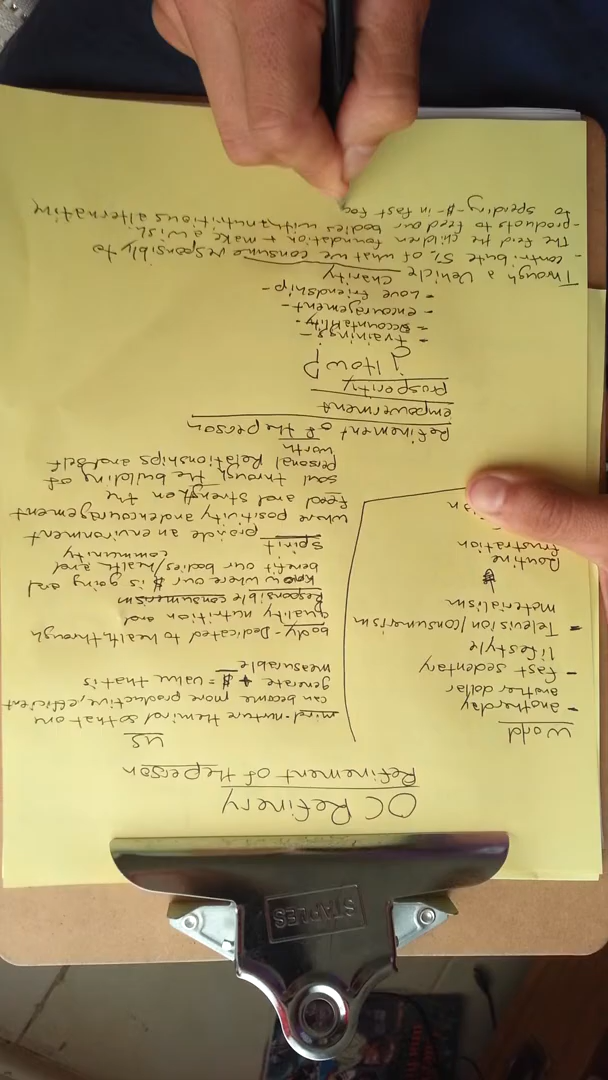 STAPLES
OC Refinery
Refinement of the person
World
- another day
another dollar
- fast sedentary
lifestyle
- Television/consumerism
materialism
$
Routine
frustration
us
mind-nurture the mind so that one
can become more productive, efficient
generate + $ = value that is
measurable
body- Dedicated to health through
quality nutrition and
Responsible consumerism
know where our $ is going and
benefit our bodies/health and
community
spirit provide an environment
where positivity and encouragement
feed and strengthen the
soul through the building of
personal Relationships and self
worth
Refinement of the person
empowerment
prosperity
¿How?
- training -
- accountability -
- encouragement -
- Love friendship -
Through a Vehicle charity
- contribute 5%, of what we consume responsibly to
The feed the children foundation + make a wish.
- products to feed our bodies with a nutritious alternative
to spending -$- in fast foo